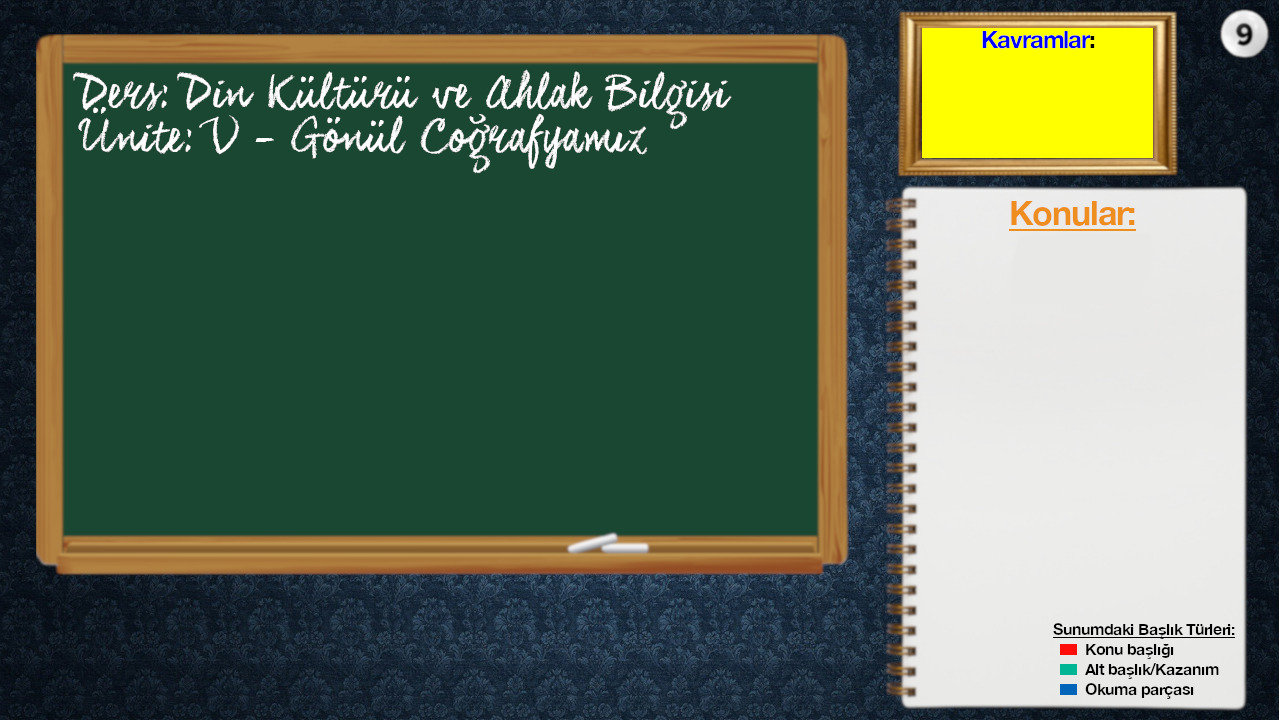 Ders: Din Kültürü ve Ahlak Bilgisi
Ünite: V - Gönül Coğrafyamız
Kavramlar:
9
Konular:
Sunumdaki Başlık Türleri:
Konu başlığı
Alt başlık/Kazanım
Okuma parçası